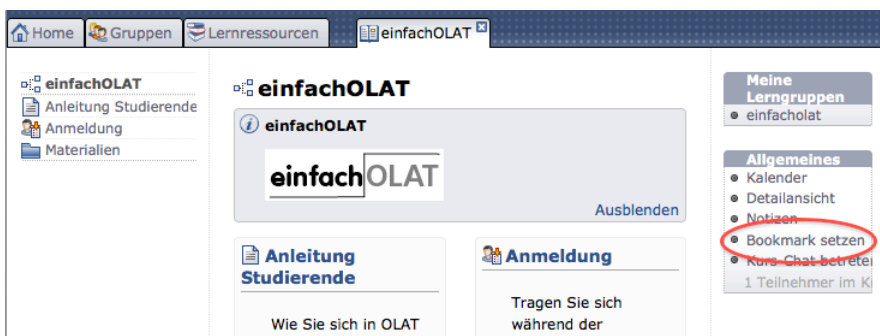 Home Gruppen Lernressourcen einfachOLAT
einfachOLAT
Anleitung Studierende
Anmeldung
Materialien
einfachOLAT
einfachOLAT
einfachOLAT
Ausblenden
Anleitung
Studierende
Wie Sie sich in OLAT
Anmeldung
Tragen Sie sich
während der
Meine
Lerngruppen
einfacholat
Allgemeines
Kalender
Detailansicht
Notizen
Bookmark setzen
Kurs-Chat betreten
1 Teilnehmer im K